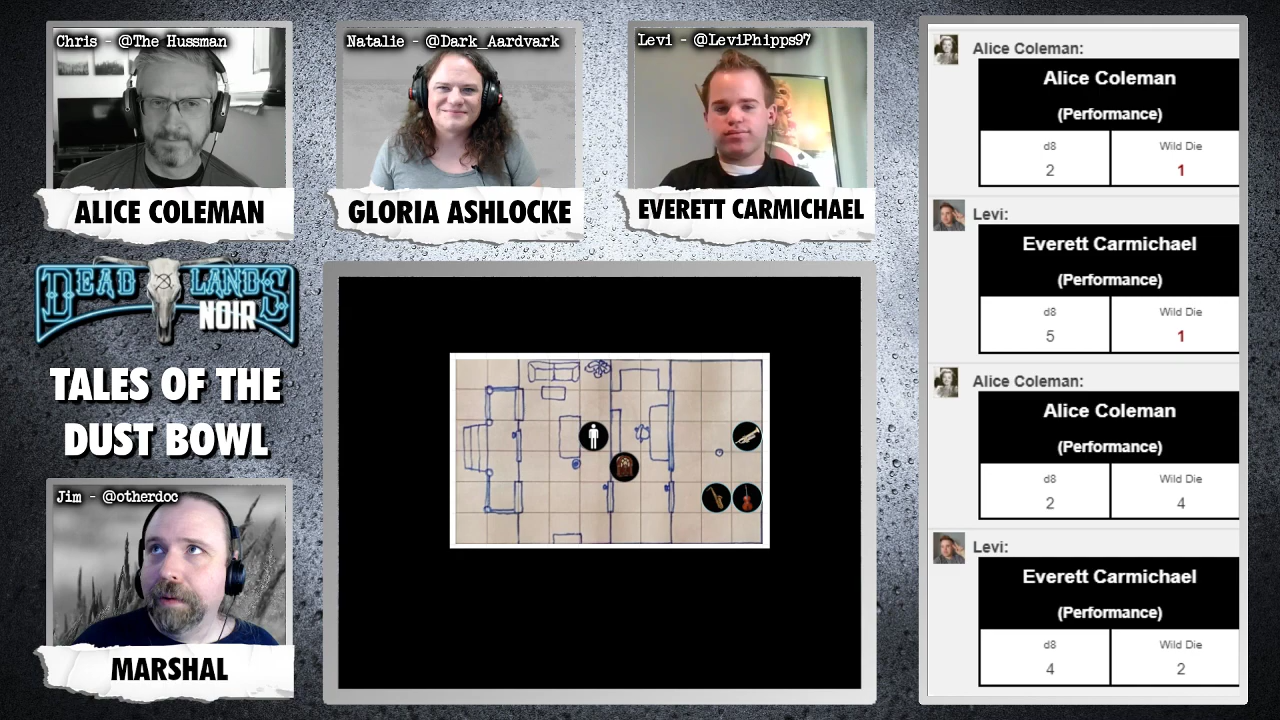 Chris - @The Hussman
ALICE COLEMAN
Natalie - @Dark_Aardvark
GLORIA ASHLOCKE
Levi - @LeviPhipps97
EVERETT CARMICHAEL
DEADLANDS
NOIR
TALES OF THE
DUST BOWL
Jim - @otherdoc
MARSHAL
Alice Coleman:
Alice Coleman
(Performance)
d8 Wild Die
2 1
Levi:
Everett Carmichael
(Performance)
d8 Wild Die
5 1
Alice Coleman:
Alice Coleman
(Performance)
d8 Wild Die
2 4
Levi:
Everett Carmichael
(Performance)
d8 Wild Die
4 2